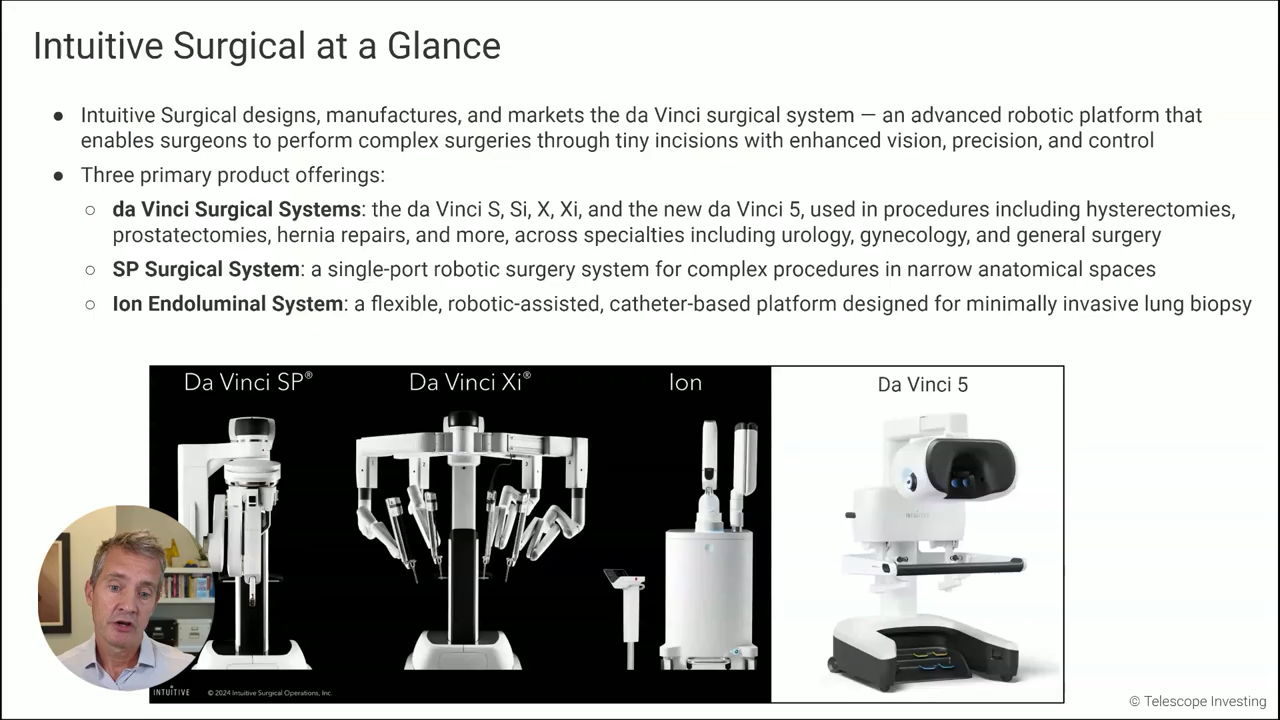 Intuitive Surgical at a Glance
● Intuitive Surgical designs, manufactures, and markets the da Vinci surgical system — an advanced robotic platform that
enables surgeons to perform complex surgeries through tiny incisions with enhanced vision, precision, and control
● Three primary product offerings:
○ da Vinci Surgical Systems: the da Vinci S, Si, X, Xi, and the new da Vinci 5, used in procedures including hysterectomies,
prostatectomies, hernia repairs, and more, across specialties including urology, gynecology, and general surgery
○ SP Surgical System: a single-port robotic surgery system for complex procedures in narrow anatomical spaces
○ Ion Endoluminal System: a flexible, robotic-assisted, catheter-based platform designed for minimally invasive lung biopsy
Da Vinci SP®
Da Vinci Xi®
Ion
Da Vinci 5
INTUITIVE
INTUITIVE
© 2024 Intuitive Surgical Operations, Inc.
© Telescope Investing